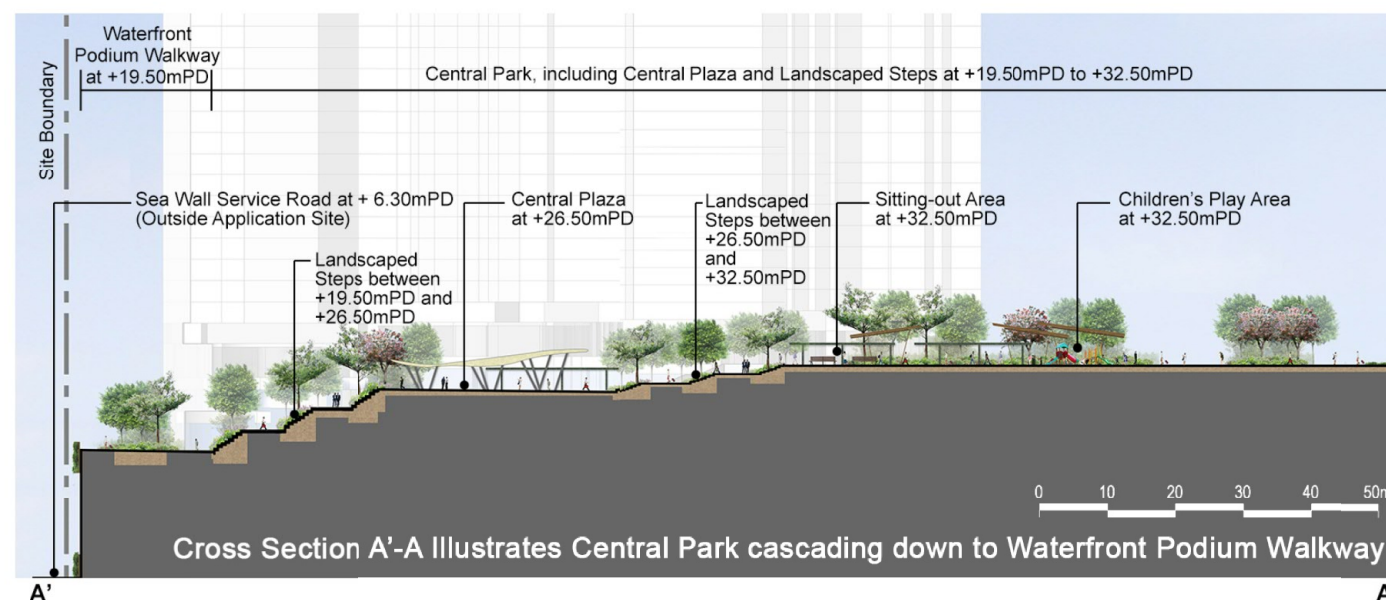 Waterfront
Podium Walkway
at +19.50mPD
Central Park, including Central Plaza and Landscaped Steps at +19.50mPD to +32.50mPD
Site Boundary
Sea Wall Service Road at + 6.30mPD
(Outside Application Site)
Central Plaza
at +26.50mPD
Landscaped
Steps between
+26.50mPD
and
+32.50mPD
Sitting-out Area
at +32.50mPD
Children's Play Area
at +32.50mPD
Landscaped
Steps between
+19.50mPD and
+26.50mPD
0 10 20 30 40 50m
Cross Section A'-A Illustrates Central Park cascading down to Waterfront Podium Walkway
A'
A